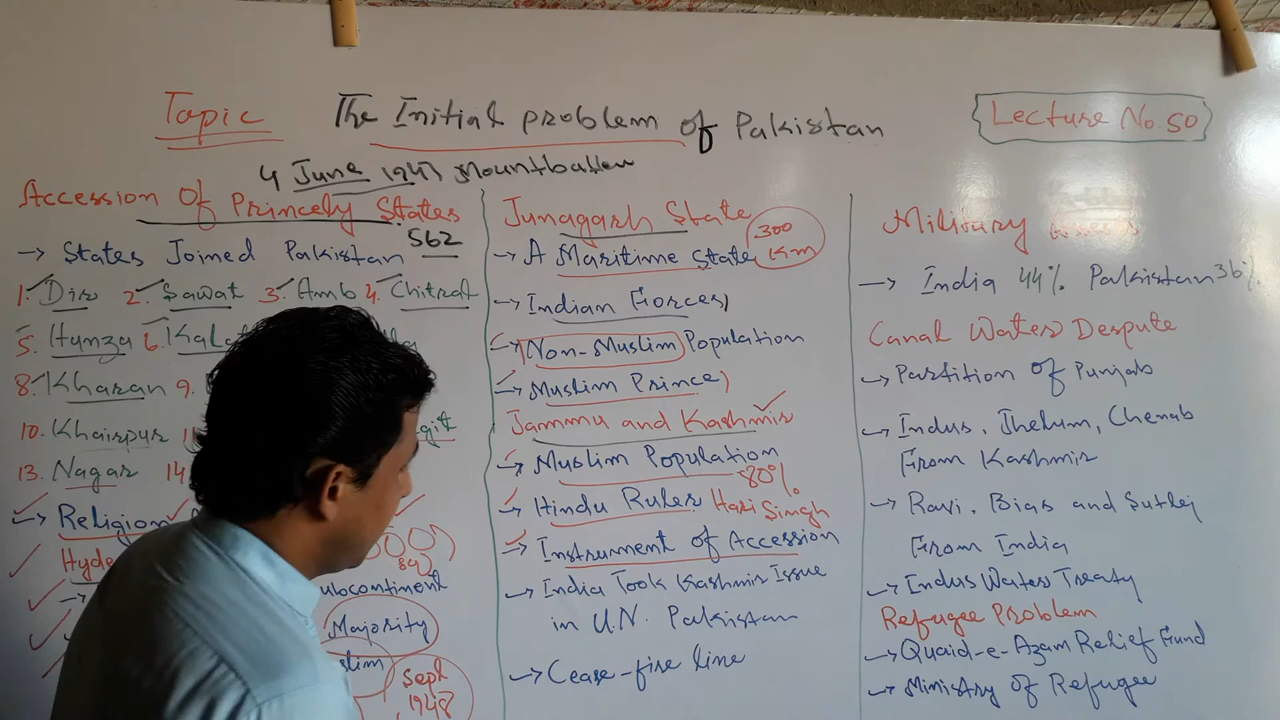 Topic The Initial problem of Pakisstan
Lecture No.50
4 June 1947 Mountbatten
Accession Of Princely States
562
→ States Joined Pakistan
1. Dir 2. Sawat 3. Amb 4. Chitral
5. Hunza 6.
8. Kharan 9.
10. Khairpur
13. Nagar 14
→ Religion
Hyde
ubcontinent
Majority
slim
Sept
1948
Junagarh State
300
Km
→ A Maritime State
→ Indian Forces
→ Non-Muslim Population
→ Muslim Prince
Jammu and Kashmir
→ Muslim Population
80%
→ Hindu Ruler Hari Singh
→ Instrument of Accession
→ India Took Kashmir Issue
in U.N. Pakistan
→ Cease-fire line
Military
→ India 44% Pakistan 36%
Canal Water Despute
→ Partition of Punjab
→ Indus, Jhelum, Chenab
From Kashmir
→ Ravi, Bias and Sutlej
From India
→ Indus Water Treaty
Refugee Problem
→ Quaid-e-Azam Relief Fund
→ Ministry of Refugee